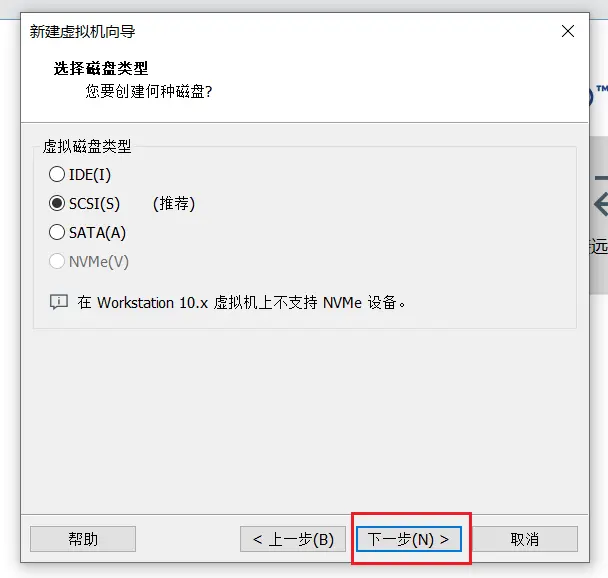 新建虚拟机向导
选择磁盘类型
您要创建何种磁盘?
TM
虚拟磁盘类型
IDE(I)
SCSI(S) (推荐)
SATA(A)
NVMe(V)
远
在 Workstation 10.x 虚拟机上不支持 NVMe 设备。
帮助 < 上一步(B) 下一步(N) > 取消